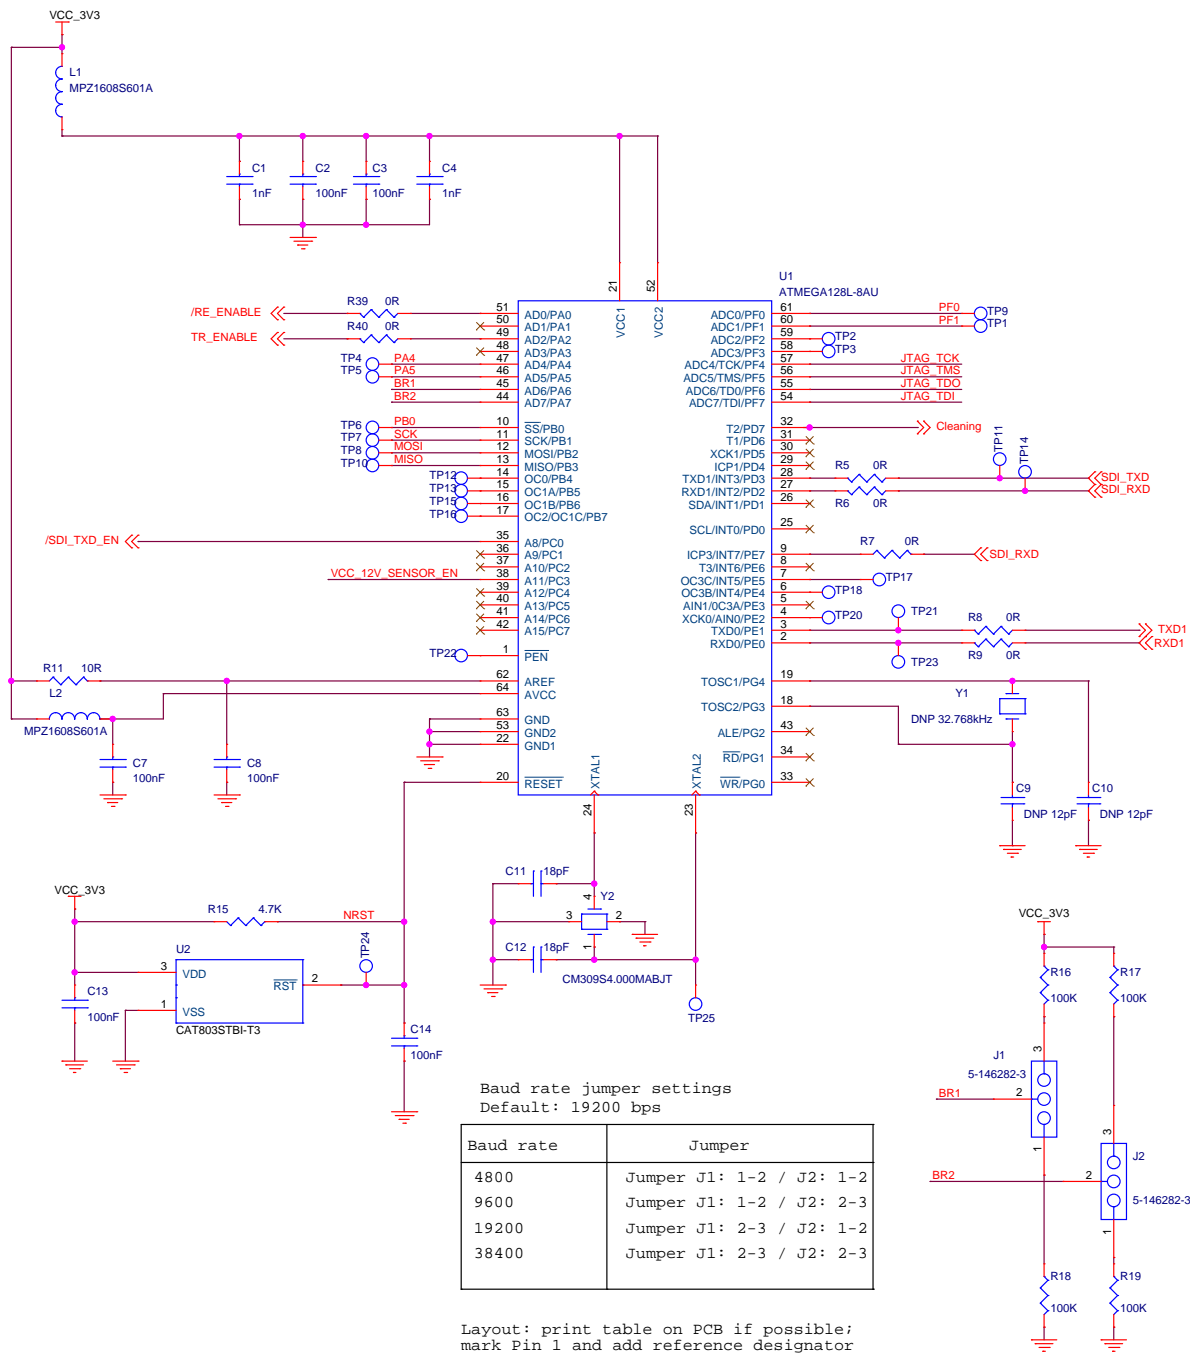 VCC_3V3
L1
MPZ1608S601A
C1
1nF
C2
100nF
C3
100nF
C4
1nF
21
52
U1
ATMEGA128L-8AU
VCC1
VCC2
/RE_ENABLE
R39 0R
51 AD0/PA0
50 AD1/PA1
TR_ENABLE
R40 0R
49 AD2/PA2
48 AD3/PA3
TP4 PA4 47 AD4/PA4
TP5 PA5 46 AD5/PA5
BR1 45 AD6/PA6
BR2 44 AD7/PA7
TP6 PB0 10 SS/PB0
TP7 SCK 11 SCK/PB1
TP8 MOSI 12 MOSI/PB2
TP10 MISO 13 MISO/PB3
TP12 14 OC0/PB4
TP13 15 OC1A/PB5
TP15 16 OC1B/PB6
TP16 17 OC2/OC1C/PB7
/SDI_TXD_EN 35 A8/PC0
36 A9/PC1
37 A10/PC2
VCC_12V_SENSOR_EN 38 A11/PC3
39 A12/PC4
40 A13/PC5
41 A14/PC6
42 A15/PC7
TP22 1 PEN
R11 10R 62 AREF
L2 64 AVCC
MPZ1608S601A
63 GND
53 GND2
22 GND1
C7
100nF
C8
100nF
20 RESET
XTAL1
24
XTAL2
23
ADC0/PF0 61 PF0 TP9
ADC1/PF1 60 PF1 TP1
ADC2/PF2 59 TP2
ADC3/PF3 58 TP3
ADC4/TCK/PF4 57 JTAG_TCK
ADC5/TMS/PF5 56 JTAG_TMS
ADC6/TD0/PF6 55 JTAG_TDO
ADC7/TDI/PF7 54 JTAG_TDI
T2/PD7 32 Cleaning
T1/PD6 31
XCK1/PD5 30
ICP1/PD4 29
TP11
TP14
TXD1/INT3/PD3 28 R5 0R SDI_TXD
RXD1/INT2/PD2 27 R6 0R SDI_RXD
SDA/INT1/PD1 26
SCL/INT0/PD0 25
ICP3/INT7/PE7 9 R7 0R SDI_RXD
T3/INT6/PE6 8
OC3C/INT5/PE5 7 TP17
OC3B/INT4/PE4 6 TP18
AIN1/0C3A/PE3 5
XCK0/AIN0/PE2 4 TP20
TP21
TXD0/PE1 3 R8 0R TXD1
RXD0/PE0 2 R9 0R RXD1
TP23
TOSC1/PG4 19
TOSC2/PG3 18
Y1
DNP 32.768kHz
ALE/PG2 43
RD/PG1 34
WR/PG0 33
C9
DNP 12pF
C10
DNP 12pF
C11 18pF
Y2
4
3
2
1
C12 18pF
CM309S4.000MABJT
TP25
VCC_3V3
R15 4.7K NRST
U2
3 VDD
RST 2
TP24
1 VSS
CAT803STBI-T3
C13
100nF
C14
100nF
VCC_3V3
R16
100K
R17
100K
J1
5-146282-3
3
BR1 2
1
3
J2
BR2 2
5-146282-3
1
R18
100K
R19
100K
Baud rate jumper settings
Default: 19200 bps
Baud rate Jumper
4800 Jumper J1: 1-2 / J2: 1-2
9600 Jumper J1: 1-2 / J2: 2-3
19200 Jumper J1: 2-3 / J2: 1-2
38400 Jumper J1: 2-3 / J2: 2-3
Layout: print table on PCB if possible;
mark Pin 1 and add reference designator